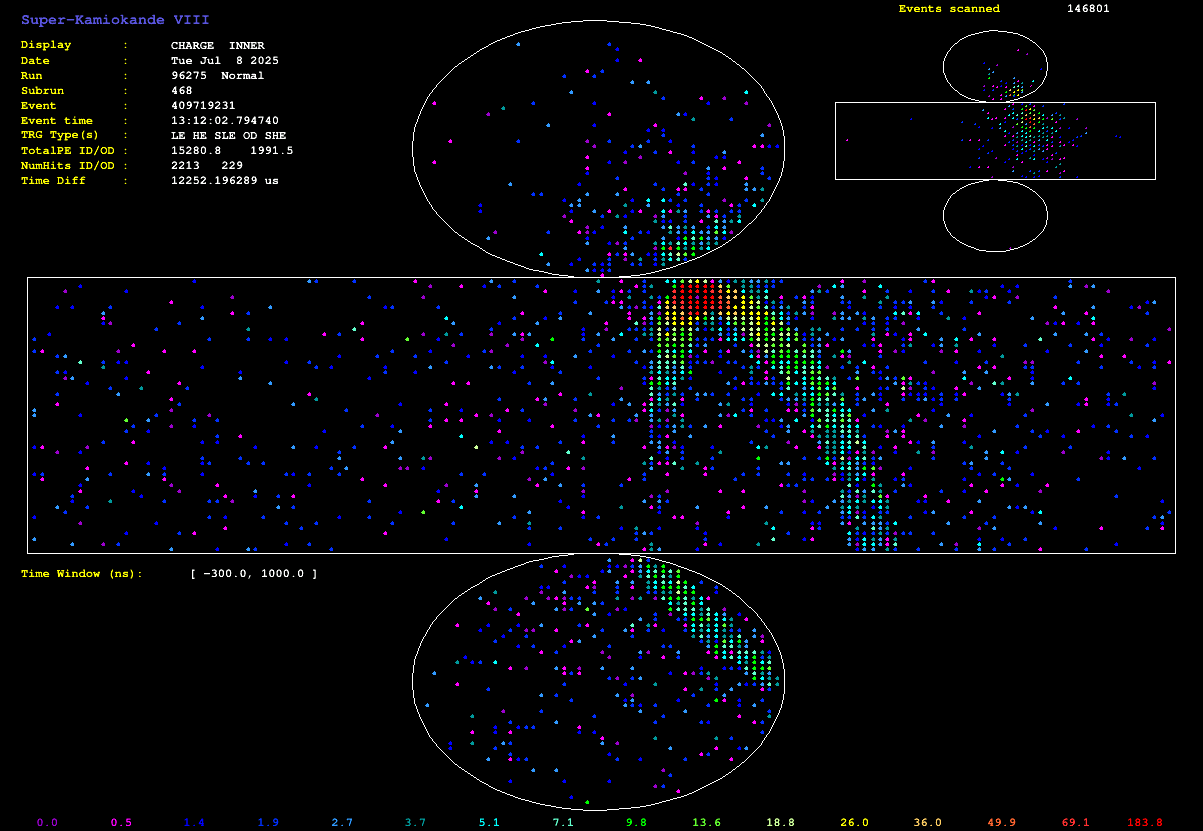 Super-Kamiokande VIII
Events scanned 146801
Display : CHARGE INNER
Date : Tue Jul 8 2025
Run : 96275 Normal
Subrun : 468
Event : 409719231
Event time : 13:12:02.794740
TRG Type(s) : LE HE SLE OD SHE
TotalPE ID/OD : 15280.8 1991.5
NumHits ID/OD : 2213 229
Time Diff : 12252.196289 us
Time Window (ns): [ -300.0, 1000.0 ]
0.0 0.5 1.4 1.9 2.7 3.7 5.1 7.1 9.8 13.6 18.8 26.0 36.0 49.9 69.1 183.8